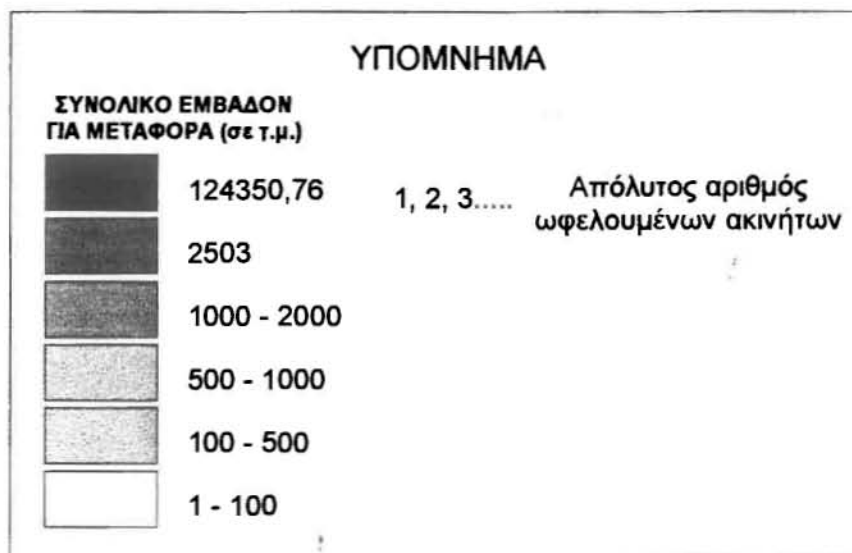 ΥΠΟΜΝΗΜΑ
ΣΥΝΟΛΙΚΟ ΕΜΒΑΔΟΝ
ΓΙΑ ΜΕΤΑΦΟΡΑ (σε τ.μ.)
124350,76
2503
1000 - 2000
500 - 1000
100 - 500
1 - 100
1, 2, 3.....
Απόλυτος αριθμός
ωφελουμένων ακινήτων